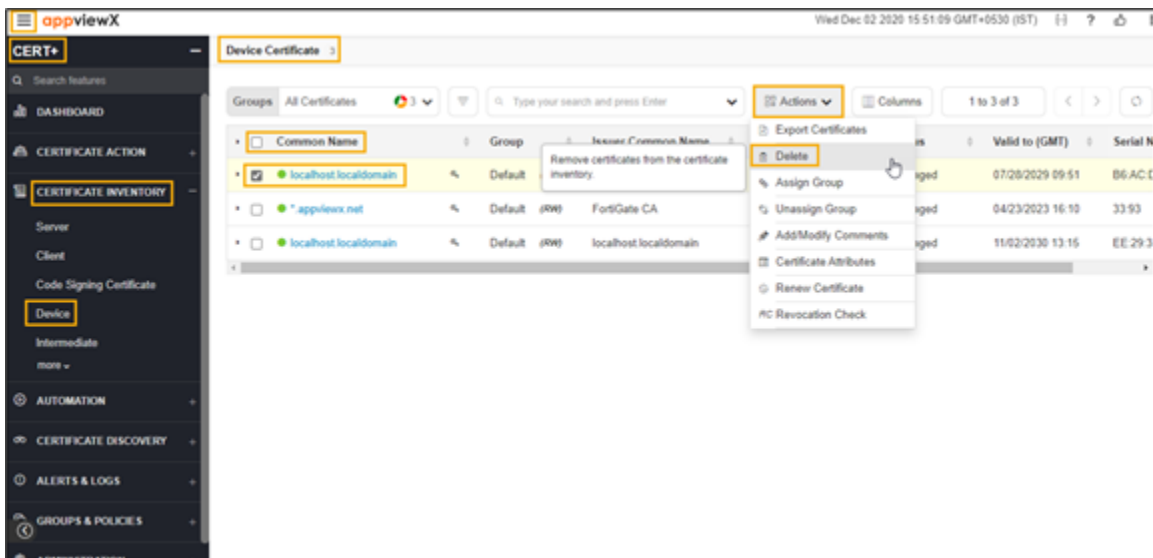 appviewX Wed Dec 02 2020 15:51:09 GMT+0530 (IST) ?
CERT+
Device Certificate 3
Search features
Groups All Certificates 3 Type your search and press Enter Actions Columns 1 to 3 of 3
DASHBOARD
Export Certificates
CERTIFICATE ACTION
Common Name Group Issuer Common Name Valid to (GMT) Serial N
Remove certificates from the certificate inventory.
Delete
localhost.localdomain Default aged 07/28/2029 09:51 B6:AC:D
CERTIFICATE INVENTORY
Assign Group
Server
*.appviewx.net Default (RW) FortiGate CA Unassign Group aged 04/23/2023 16:10 33:93
Add/Modify Comments
localhost.localdomain Default (RW) localhost.localdomain aged 11/02/2030 13:15 EE:29:3
Client
Certificate Attributes
Code Signing Certificate
Renew Certificate
Device
RC Revocation Check
Intermediate
more
AUTOMATION
CERTIFICATE DISCOVERY
ALERTS & LOGS
GROUPS & POLICIES